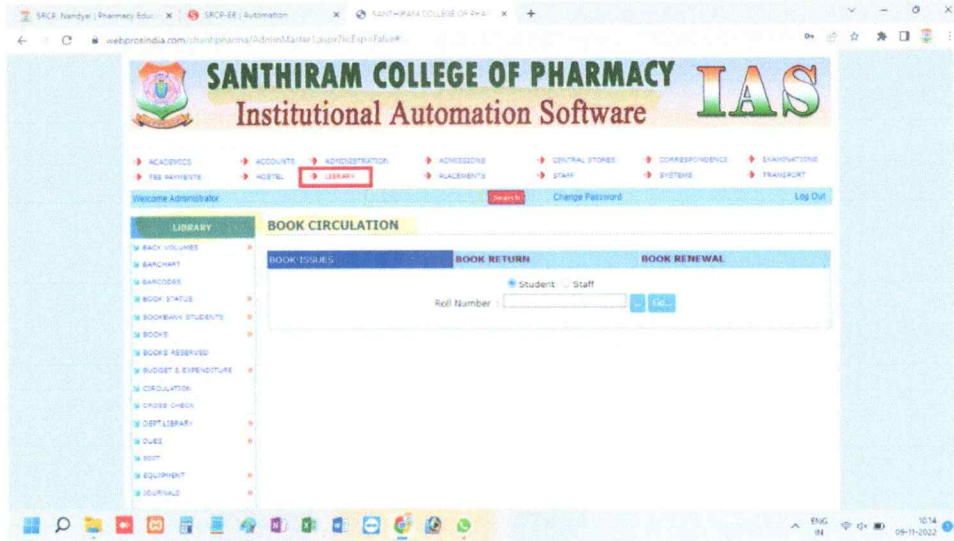 SRCP, Nandyal | Pharmacy Educ
SRCP-ER | Automation
SANTHIRAM COLLEGE OF PHAR
webprosindia.com/shantipharma/
SANTHIRAM COLLEGE OF PHARMACY
Institutional Automation Software
IAS
ACADEMICS
ACCOUNTS
ADMINISTRATION
ADMISSIONS
CENTRAL STORES
CORRESPONDENCE
EXAMINATIONS
FEE PAYMENTS
HOSTEL
LIBRARY
PLACEMENTS
STAFF
SYSTEMS
TRANSPORT
Welcome Administrator
Search
Change Password
Log Out
LIBRARY
BACK VOLUMES
BARCHART
BARCODES
BOOK STATUS
BOOKBANK STUDENTS
BOOKS
BOOKS RESERVED
BUDGET & EXPENDITURE
CIRCULATION
CROSS CHECK
DEPT.LIBRARY
DUES
EDIT
EQUIPMENT
JOURNALS
BOOK CIRCULATION
BOOK ISSUES
BOOK RETURN
BOOK RENEWAL
Student
Staff
Roll Number :
...
Go...
ENG
IN
10:14
09-11-2022